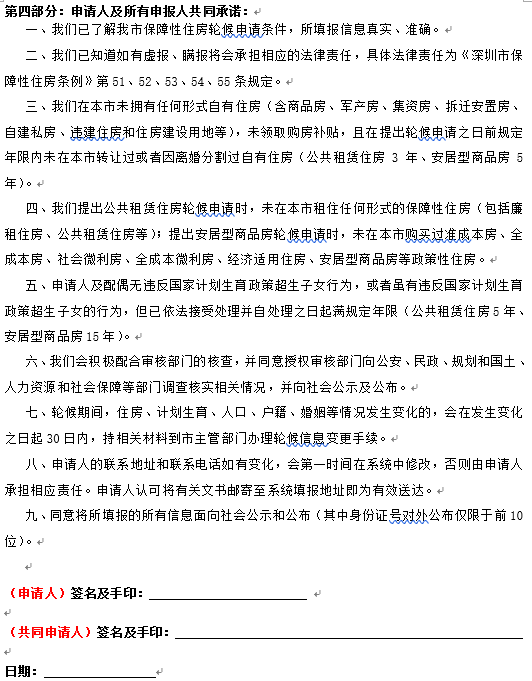 第四部分：申请人及所有申报人共同承诺：
一、我们已了解我市保障性住房轮候申请条件，所填报信息真实、准确。
二、我们已知道如有虚报、瞒报将会承担相应的法律责任，具体法律责任为《深圳市保
障性住房条例》第 51、52、53、54、55 条规定。
三、我们在本市未拥有任何形式自有住房（含商品房、军产房、集资房、拆迁安置房、
自建私房、违建住房和住房建设用地等），未领取购房补贴，且在提出轮候申请之日前规定
年限内未在本市转让过或者因离婚分割过自有住房（公共租赁住房 3 年、安居型商品房 5
年）。
四、我们提出公共租赁住房轮候申请时，未在本市租住任何形式的保障性住房（包括廉
租住房、公共租赁住房等）；提出安居型商品房轮候申请时，未在本市购买过准成本房、全
成本房、社会微利房、全成本微利房、经济适用住房、安居型商品房等政策性住房。
五、申请人及配偶无违反国家计划生育政策超生子女行为，或者虽有违反国家计划生育
政策超生子女的行为，但已依法接受处理并自处理之日起满规定年限（公共租赁住房5年、
安居型商品房15年）。
六、我们会积极配合审核部门的核查，并同意授权审核部门向公安、民政、规划和国土、
人力资源和社会保障等部门调查核实相关情况，并向社会公示及公布。
七、轮候期间，住房、计划生育、人口、户籍、婚姻等情况发生变化的，会在发生变化
之日起30日内，持相关材料到市主管部门办理轮候信息变更手续。
八、申请人的联系地址和联系电话如有变化，会第一时间在系统中修改，否则由申请人
承担相应责任。申请人认可将有关文书邮寄至系统填报地址即为有效送达。
九、同意将所填报的所有信息面向社会公示和公布（其中身份证号对外公布仅限于前10
位）。
（申请人）签名及手印：
（共同申请人）签名及手印：
日期：